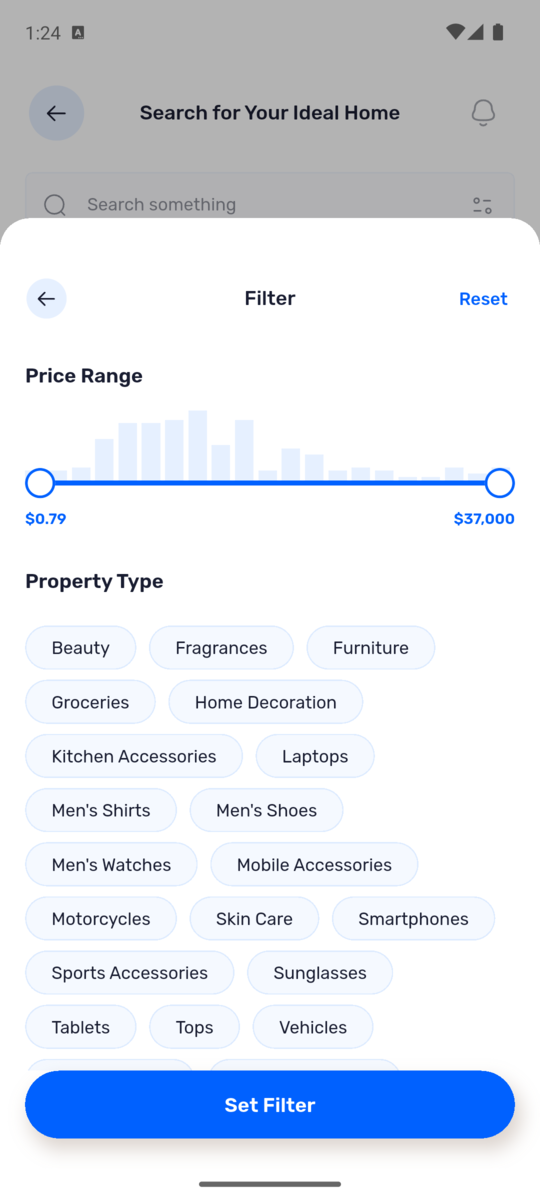 1:24
Search for Your Ideal Home
Search something
Filter
Reset
Price Range
$0.79
$37,000
Property Type
Beauty
Fragrances
Furniture
Groceries
Home Decoration
Kitchen Accessories
Laptops
Men's Shirts
Men's Shoes
Men's Watches
Mobile Accessories
Motorcycles
Skin Care
Smartphones
Sports Accessories
Sunglasses
Tablets
Tops
Vehicles
Set Filter